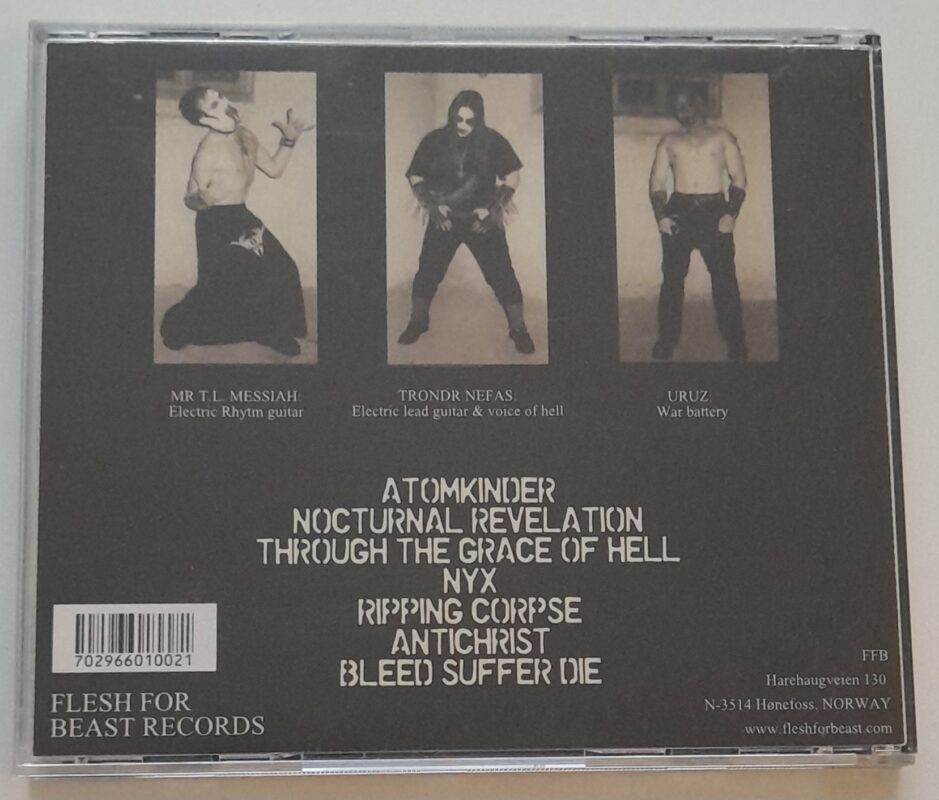 MR T.L. MESSIAH:
Electric Rhytm guitar
TRONDR NEFAS:
Electric lead guitar & voice of hell
URUZ:
War battery
ATOMKINDER
NOCTURNAL REVELATION
THROUGH THE GRACE OF HELL
NYX
RIPPING CORPSE
ANTICHRIST
BLEED SUFFER DIE
702966010021
FLESH FOR
BEAST RECORDS
FFB
Harehaugveien 130
N-3514 Hønefoss, NORWAY
www.fleshforbeast.com